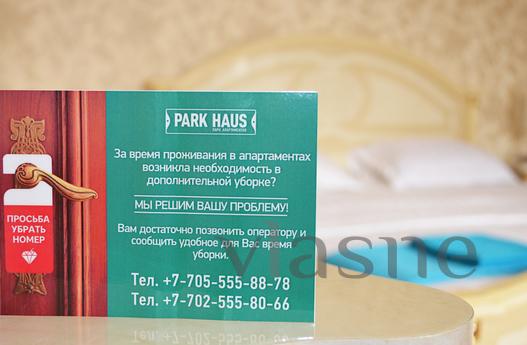 PARK HAUS
ПАРК АПАРТАМЕНТОВ
За время проживания в апартаментах
возникла необходимость в
дополнительной уборке?
МЫ РЕШИМ ВАШУ ПРОБЛЕМУ!
Вам достаточно позвонить оператору и
сообщить удобное для Вас время
уборки.
Тел. +7-705-555-88-78
Тел. +7-702-555-80-66
ПРОСЬБА
УБРАТЬ
НОМЕР
vlasne